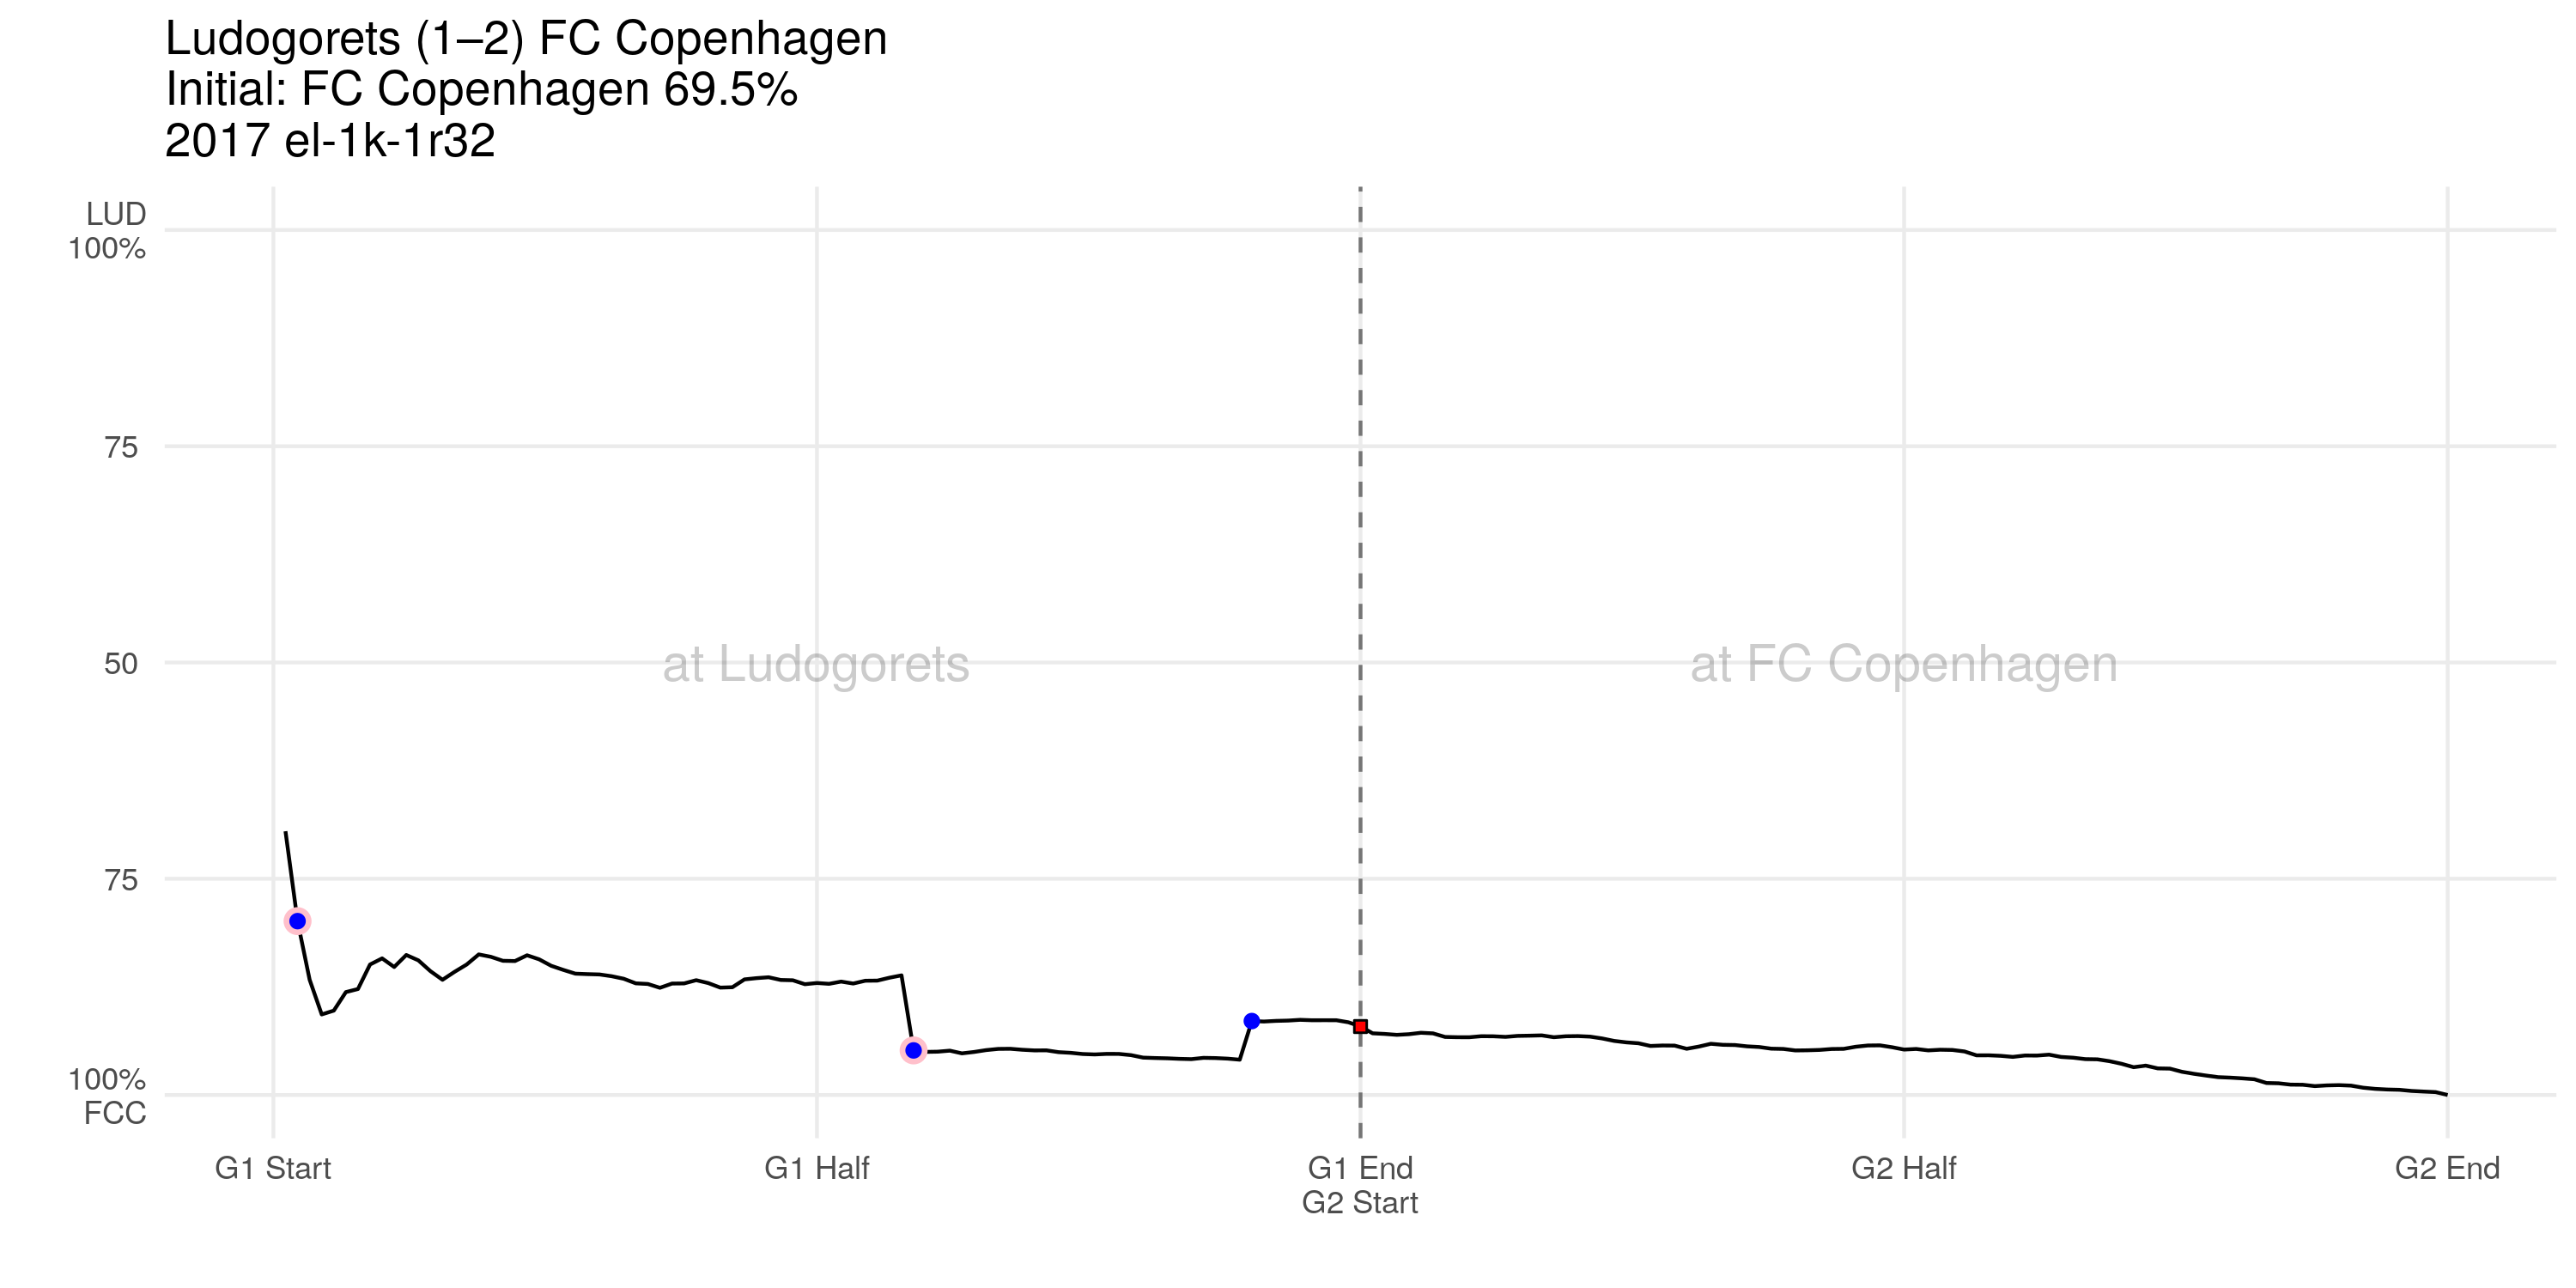 Ludogorets (1–2) FC Copenhagen
Initial: FC Copenhagen 69.5%
2017 el-1k-1r32
LUD
100%
75
50
75
100%
FCC
at Ludogorets
at FC Copenhagen
G1 Start
G1 Half
G1 End
G2 Start
G2 Half
G2 End